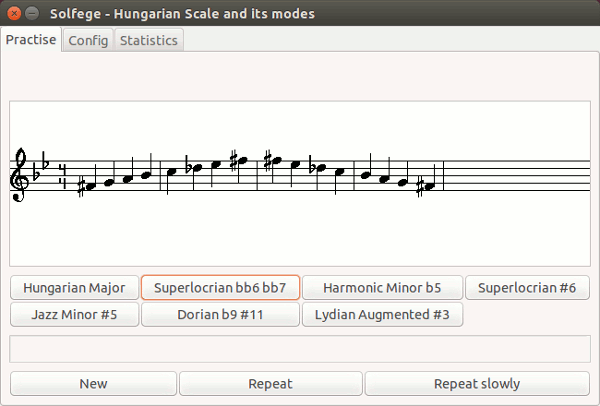 Solfege - Hungarian Scale and its modes
Practise Config Statistics
Hungarian Major Superlocrian bb6 bb7 Harmonic Minor b5 Superlocrian #6
Jazz Minor #5 Dorian b9 #11 Lydian Augmented #3
New Repeat Repeat slowly